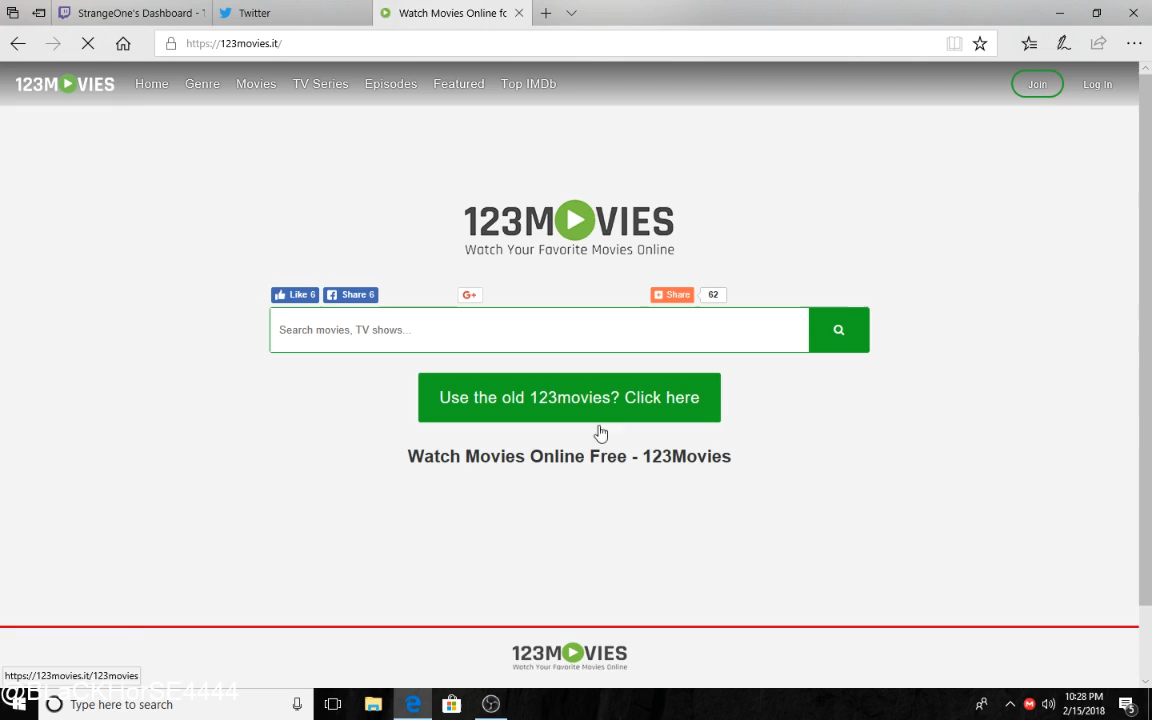 StrangeOne's Dashboard - T
Twitter
Watch Movies Online fo
https://123movies.it/
123MOVIES
Home
Genre
Movies
TV Series
Episodes
Featured
Top IMDb
Join
Log In
123MOVIES
Watch Your Favorite Movies Online
Like 6
Share 6
G+
Share
62
Search movies, TV shows...
Use the old 123movies? Click here
Watch Movies Online Free - 123Movies
123MOVIES
Watch Your Favorite Movies Online
https://123movies.it/123movies
@BLaCKHorSE4444
Type here to search
10:28 PM
2/15/2018
5